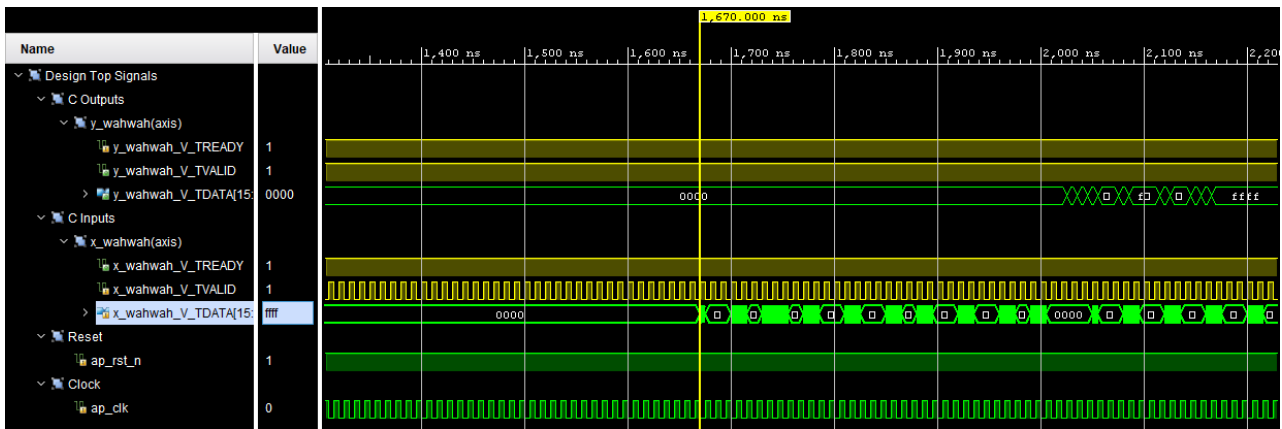 1,670.000 ns
Name Value
1,400 ns 1,500 ns 1,600 ns 1,700 ns 1,800 ns 1,900 ns 2,000 ns 2,100 ns 2,20
Design Top Signals
C Outputs
y_wahwah(axis)
y_wahwah_V_TREADY 1
y_wahwah_V_TVALID 1
y_wahwah_V_TDATA[15: 0000 0000 f ffff
C Inputs
x_wahwah(axis)
x_wahwah_V_TREADY 1
x_wahwah_V_TVALID 1
x_wahwah_V_TDATA[15: ffff 0000 0000
Reset
ap_rst_n 1
Clock
ap_clk 0